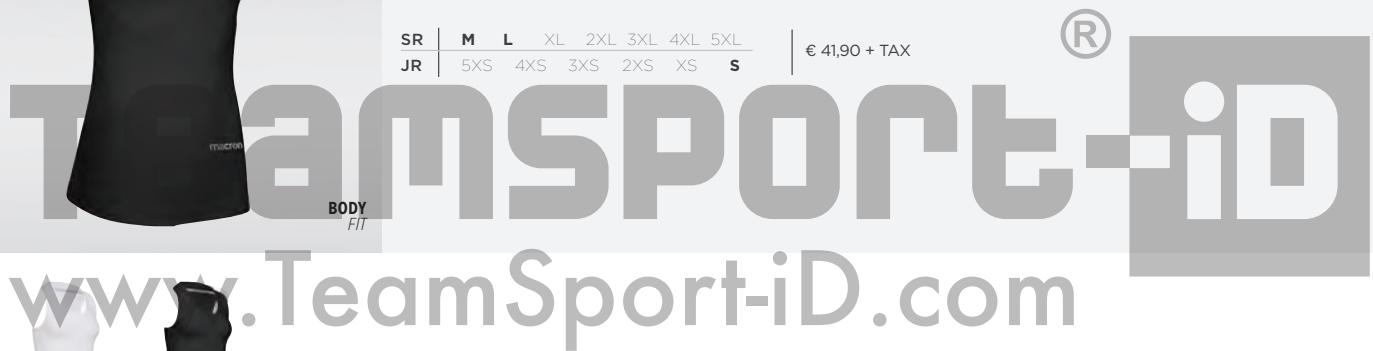 SR M L XL 2XL 3XL 4XL 5XL
JR 5XS 4XS 3XS 2XS XS S
€ 41,90 + TAX
®
TEAMSPORT-iD
macron
BODY
FIT
www.TeamSport-iD.com